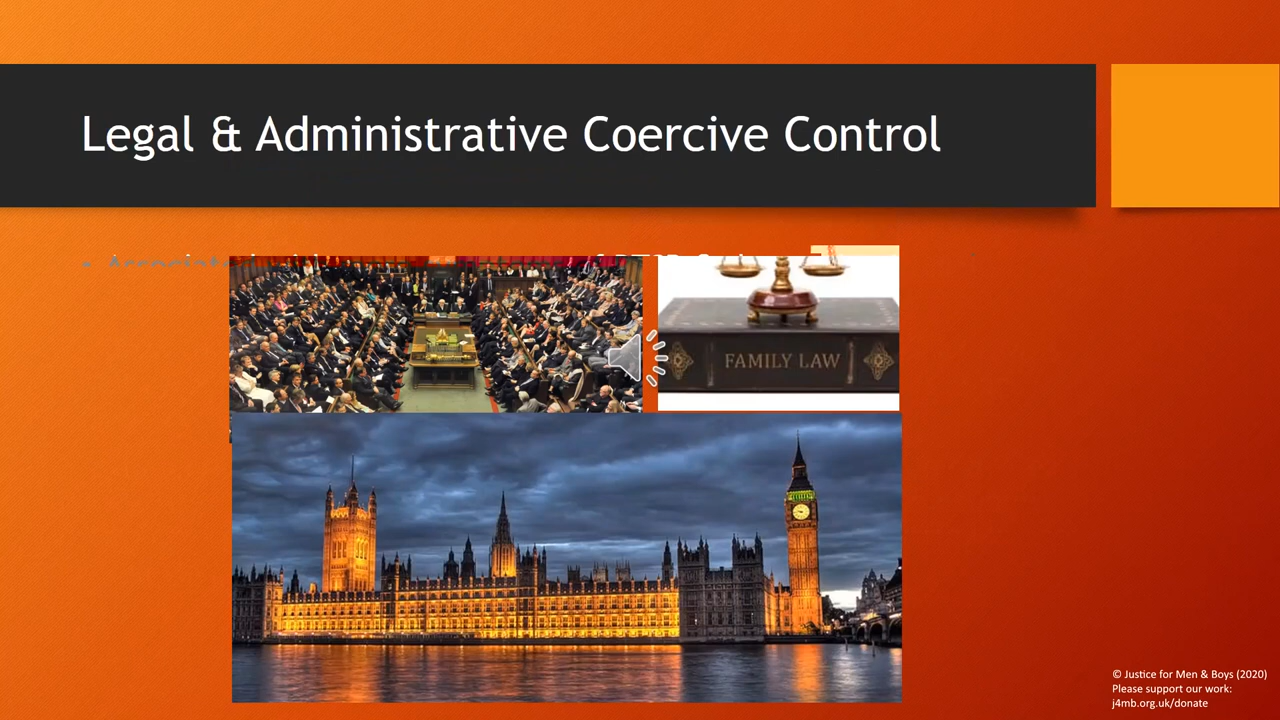 Legal & Administrative Coercive Control
FAMILY LAW
© Justice for Men & Boys (2020)
Please support our work:
j4mb.org.uk/donate